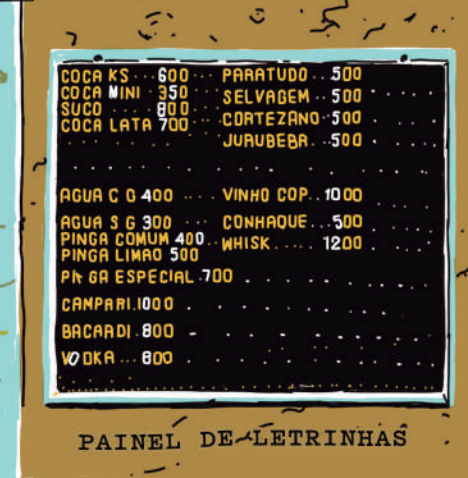 COCA KS ... 600 ... PARATUDO ... 500
COCA MINI 350 SELVAGEM .. 500
SUCO ... 800 ... CORTEZANO . 500
COCA LATA 700 JURUBEBA . 500
AGUA C G 400 .... VINHO COP .. 1000
AGUA S G 300 .... CONHAQUE ... 500
PINGA COMUM 400 .. WHISK ..... 1200
PINGA LIMAO 500
PINGA ESPECIAL . 700
CAMPARI . 1000
BACARDI . 800
VODKA ... 800
PAINEL DE LETRINHAS